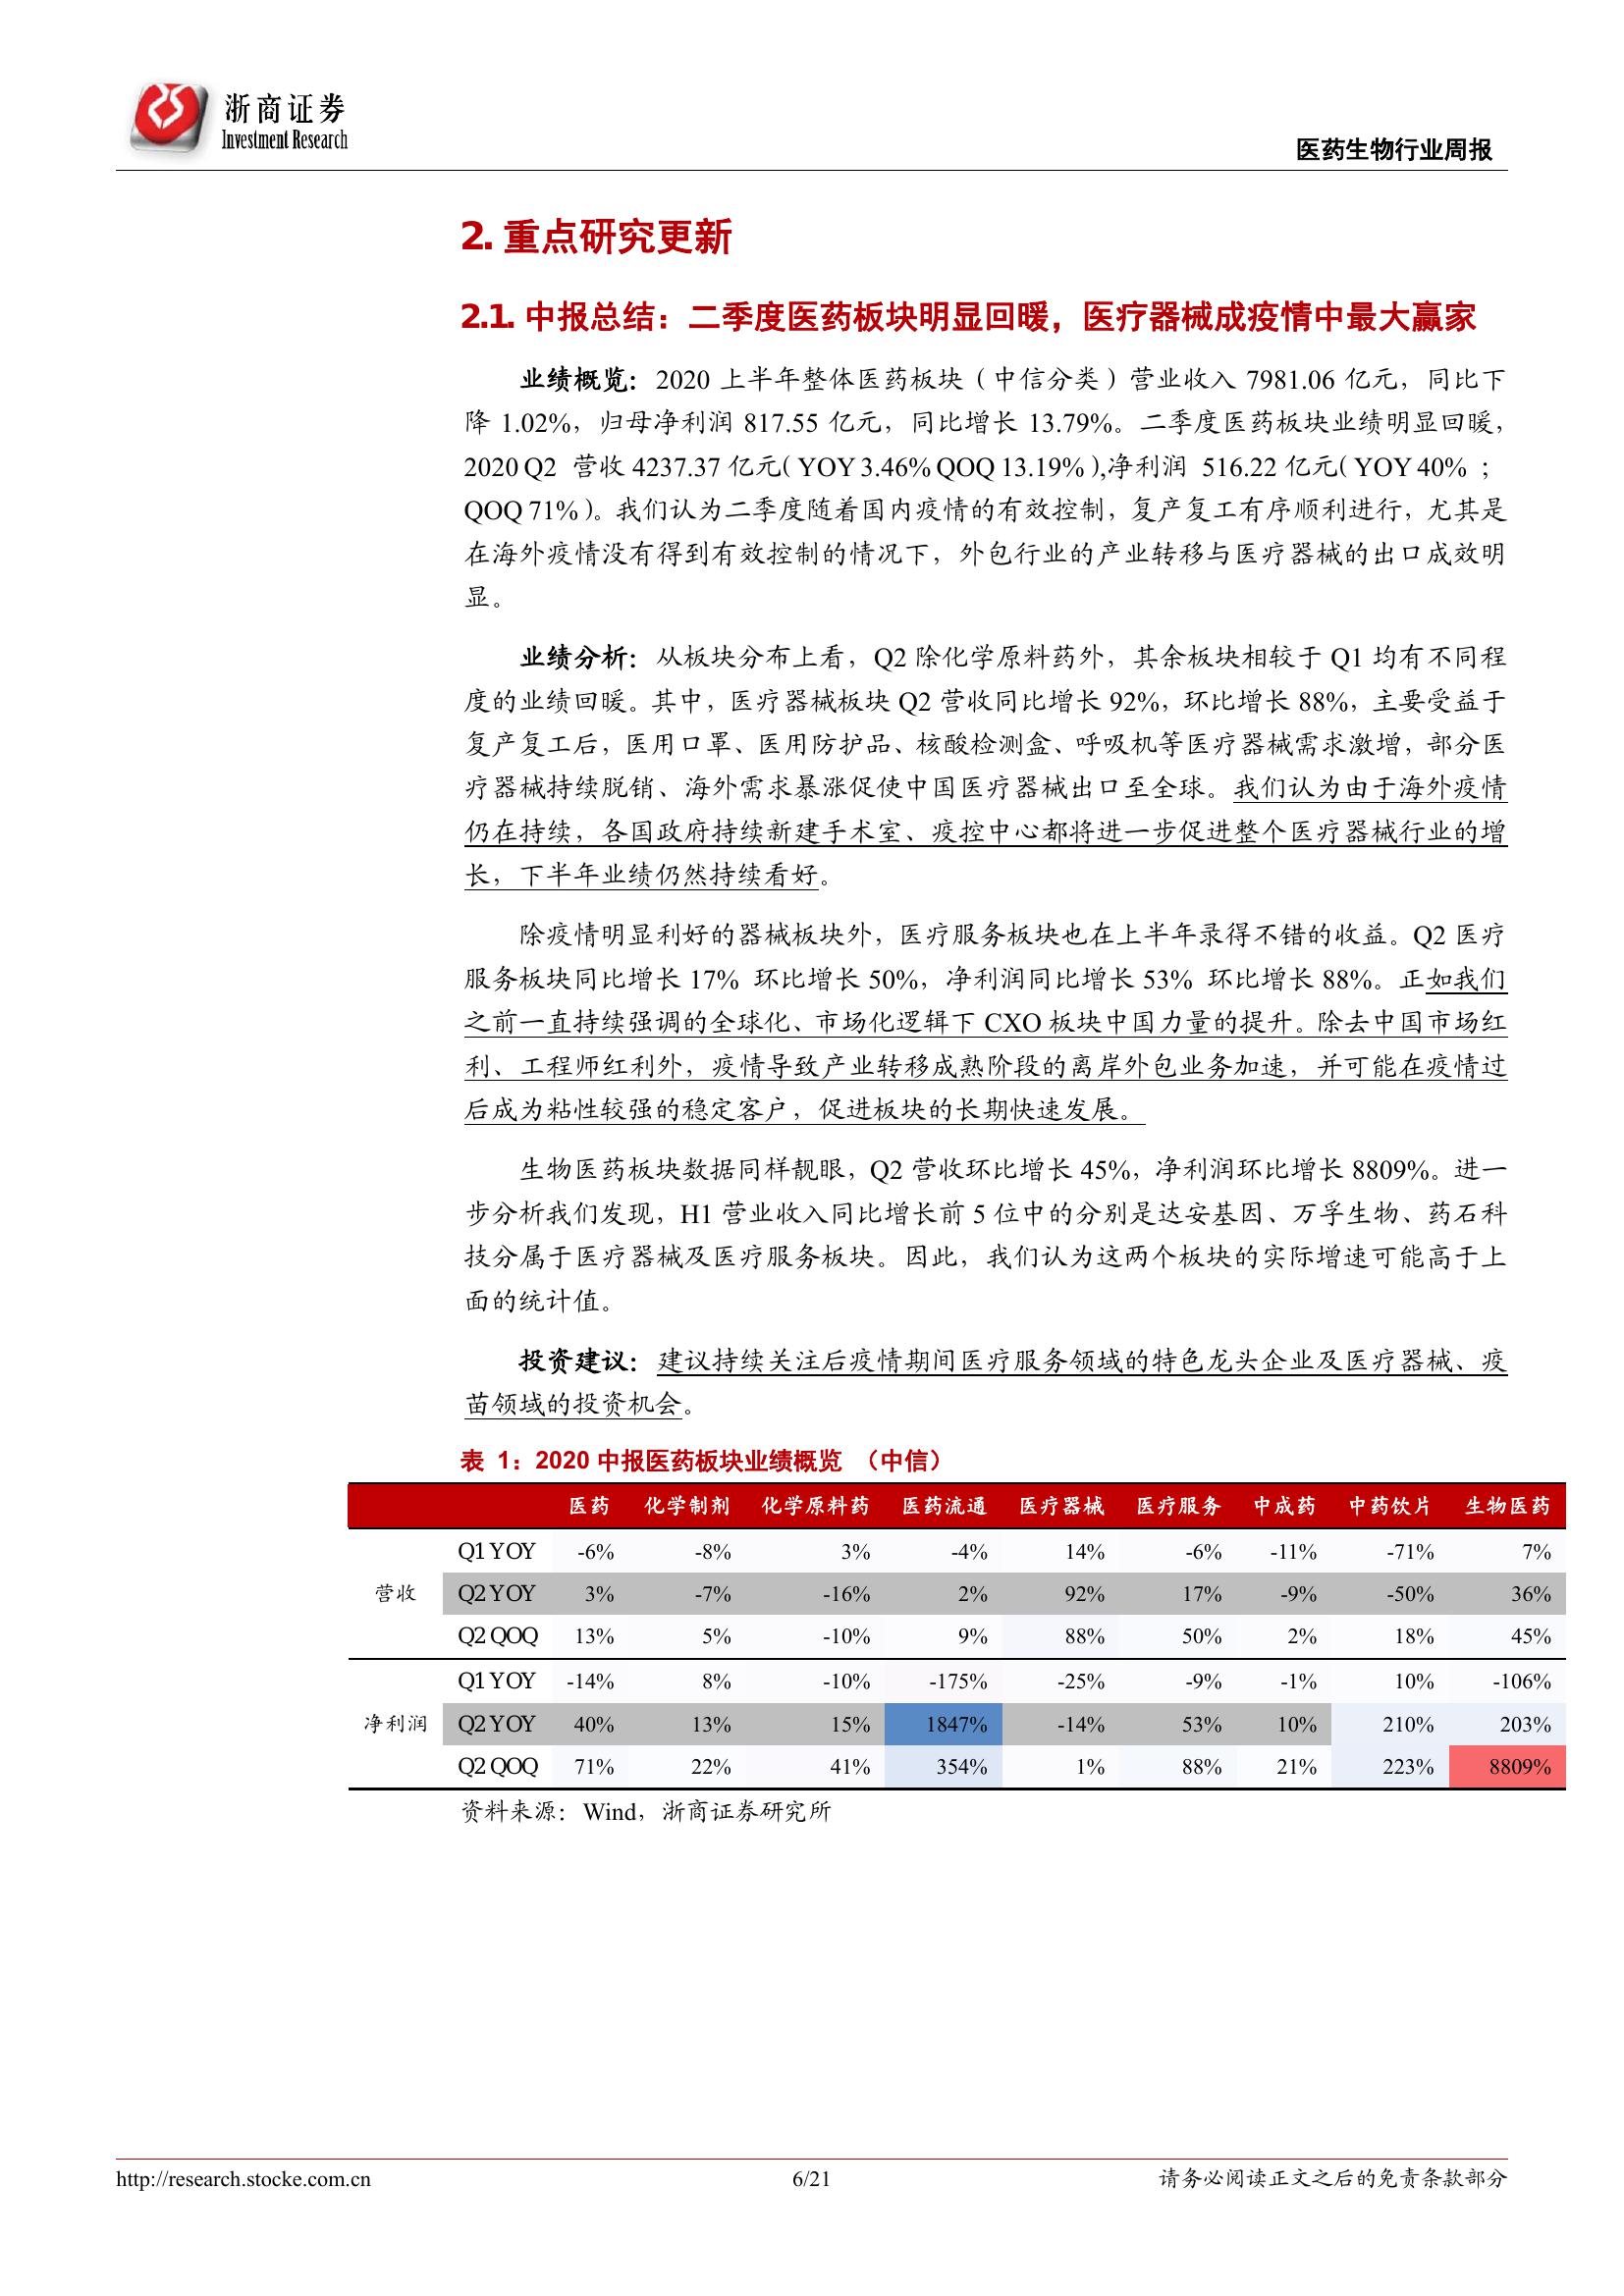 浙商证券
Investment Research
医药生物行业周报
2. 重点研究更新
2.1. 中报总结：二季度医药板块明显回暖，医疗器械成疫情中最大赢家
业绩概览：2020 上半年整体医药板块（中信分类）营业收入 7981.06 亿元，同比下
降 1.02%，归母净利润 817.55 亿元，同比增长 13.79%。二季度医药板块业绩明显回暖，
2020 Q2 营收 4237.37 亿元( YOY 3.46% QOQ 13.19% ),净利润 516.22 亿元( YOY 40% ；
QOQ 71% )。我们认为二季度随着国内疫情的有效控制，复产复工有序顺利进行，尤其是
在海外疫情没有得到有效控制的情况下，外包行业的产业转移与医疗器械的出口成效明
显。
业绩分析：从板块分布上看，Q2 除化学原料药外，其余板块相较于 Q1 均有不同程
度的业绩回暖。其中，医疗器械板块 Q2 营收同比增长 92%，环比增长 88%，主要受益于
复产复工后，医用口罩、医用防护品、核酸检测盒、呼吸机等医疗器械需求激增，部分医
疗器械持续脱销、海外需求暴涨促使中国医疗器械出口至全球。我们认为由于海外疫情
仍在持续，各国政府持续新建手术室、疫控中心都将进一步促进整个医疗器械行业的增
长，下半年业绩仍然持续看好。
除疫情明显利好的器械板块外，医疗服务板块也在上半年录得不错的收益。Q2 医疗
服务板块同比增长 17% 环比增长 50%，净利润同比增长 53% 环比增长 88%。正如我们
之前一直持续强调的全球化、市场化逻辑下 CXO 板块中国力量的提升。除去中国市场红
利、工程师红利外，疫情导致产业转移成熟阶段的离岸外包业务加速，并可能在疫情过
后成为粘性较强的稳定客户，促进板块的长期快速发展。
生物医药板块数据同样靓眼，Q2 营收环比增长 45%，净利润环比增长 8809%。进一
步分析我们发现，H1 营业收入同比增长前 5 位中的分别是达安基因、万孚生物、药石科
技分属于医疗器械及医疗服务板块。因此，我们认为这两个板块的实际增速可能高于上
面的统计值。
投资建议：建议持续关注后疫情期间医疗服务领域的特色龙头企业及医疗器械、疫
苗领域的投资机会。
表 1：2020 中报医药板块业绩概览 （中信）
医药 化学制剂 化学原料药 医药流通 医疗器械 医疗服务 中成药 中药饮片 生物医药
Q1 YOY -6% -8% 3% -4% 14% -6% -11% -71% 7%
营收 Q2 YOY 3% -7% -16% 2% 92% 17% -9% -50% 36%
Q2 QOQ 13% 5% -10% 9% 88% 50% 2% 18% 45%
Q1 YOY -14% 8% -10% -175% -25% -9% -1% 10% -106%
净利润 Q2 YOY 40% 13% 15% 1847% -14% 53% 10% 210% 203%
Q2 QOQ 71% 22% 41% 354% 1% 88% 21% 223% 8809%
资料来源：Wind，浙商证券研究所
http://research.stocke.com.cn 6/21 请务必阅读正文之后的免责条款部分